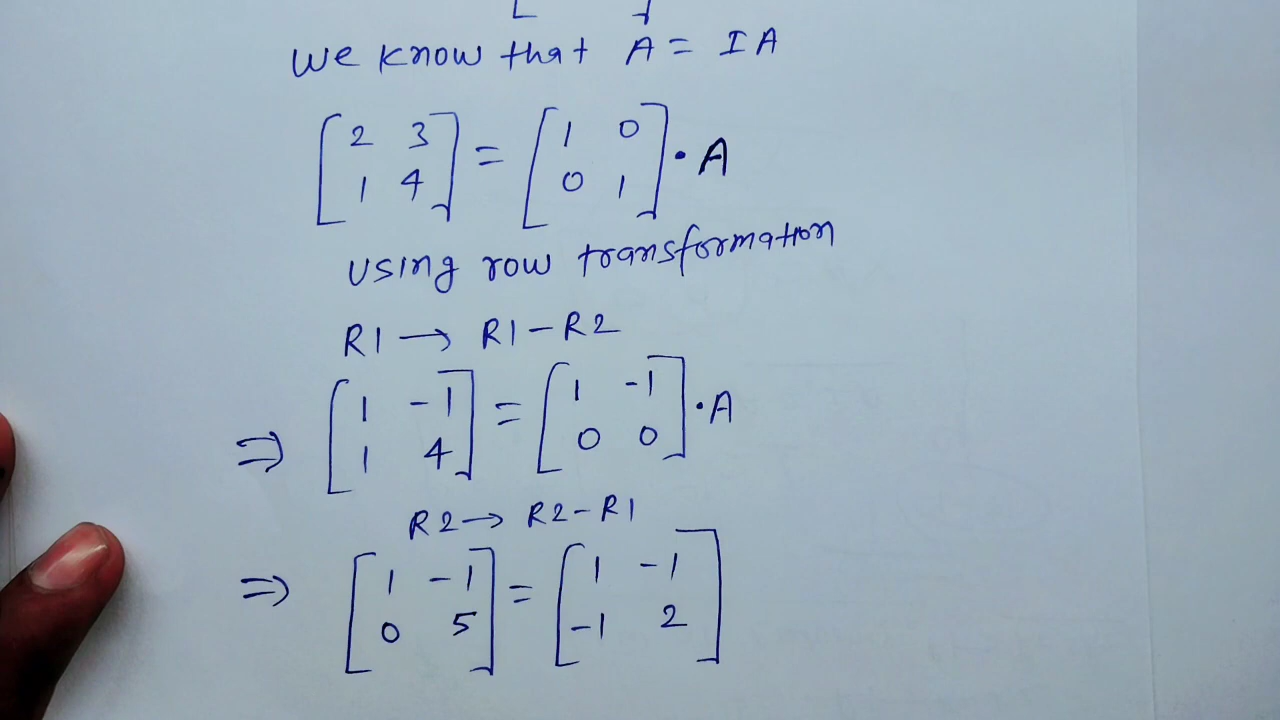 We know that A = IA
[2 3
1 4] = [1 0
0 1] · A
Using row transformation
R1 → R1 - R2
⇒ [1 -1
1 4] = [1 -1
0 0] · A
R2 → R2 - R1
⇒ [1 -1
0 5] = [1 -1
-1 2]